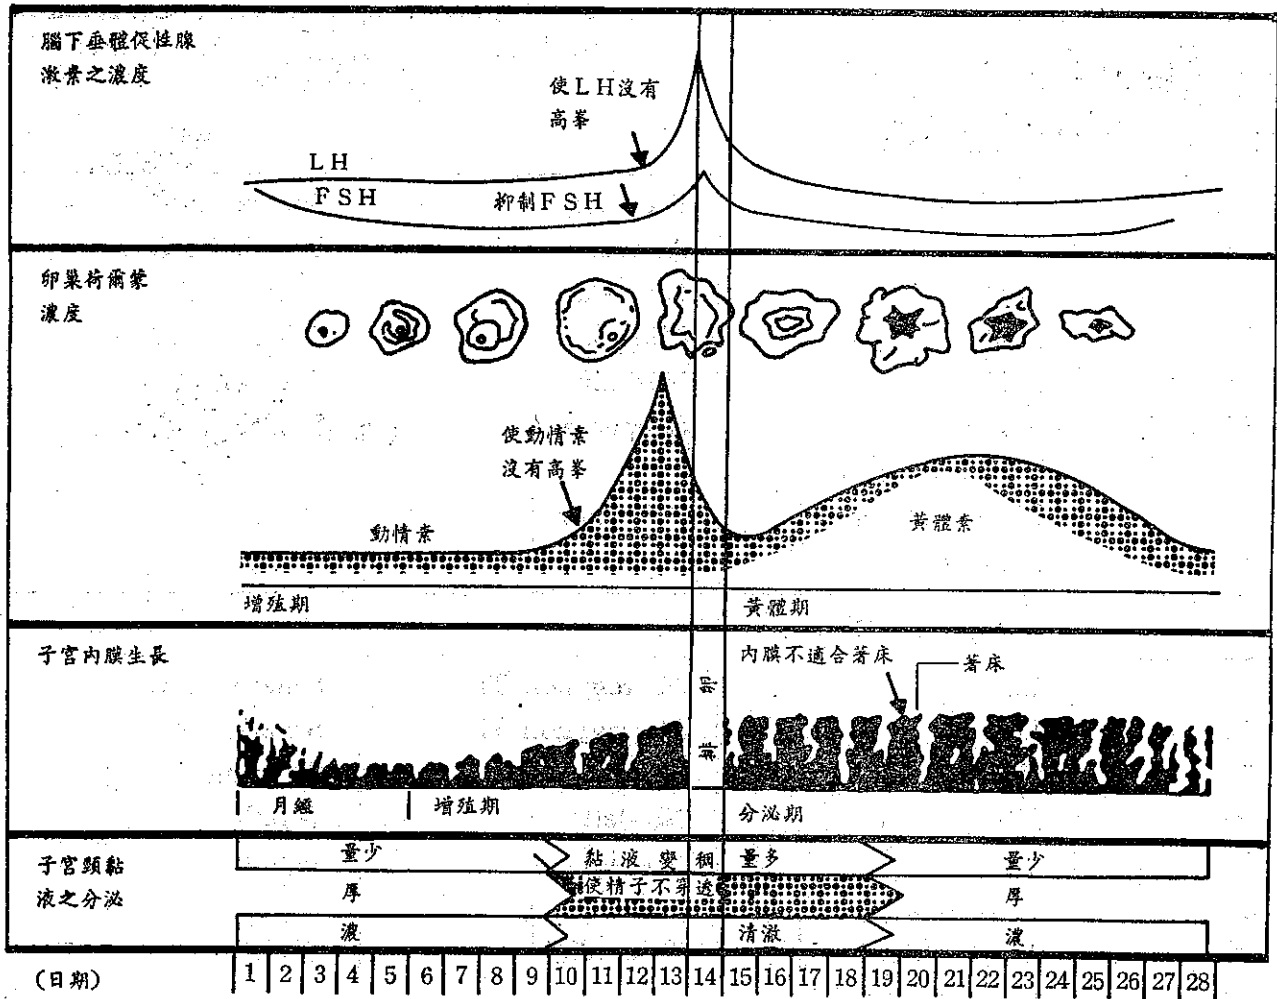 腦下垂體促性腺
激素之濃度
使LH沒有
高峯
LH
FSH
抑制FSH
卵巢荷爾蒙
濃度
使動情素
沒有高峯
動情素
黃體素
增殖期
黃體期
子宮內膜生長
內膜不適合著床
著床
排卵
月經
增殖期
分泌期
子宮頸黏
液之分泌
量少
黏液變稠
量多
量少
厚
使精子不穿透
厚
濃
清澈
濃
(日期)
1 2 3 4 5 6 7 8 9 10 11 12 13 14 15 16 17 18 19 20 21 22 23 24 25 26 27 28